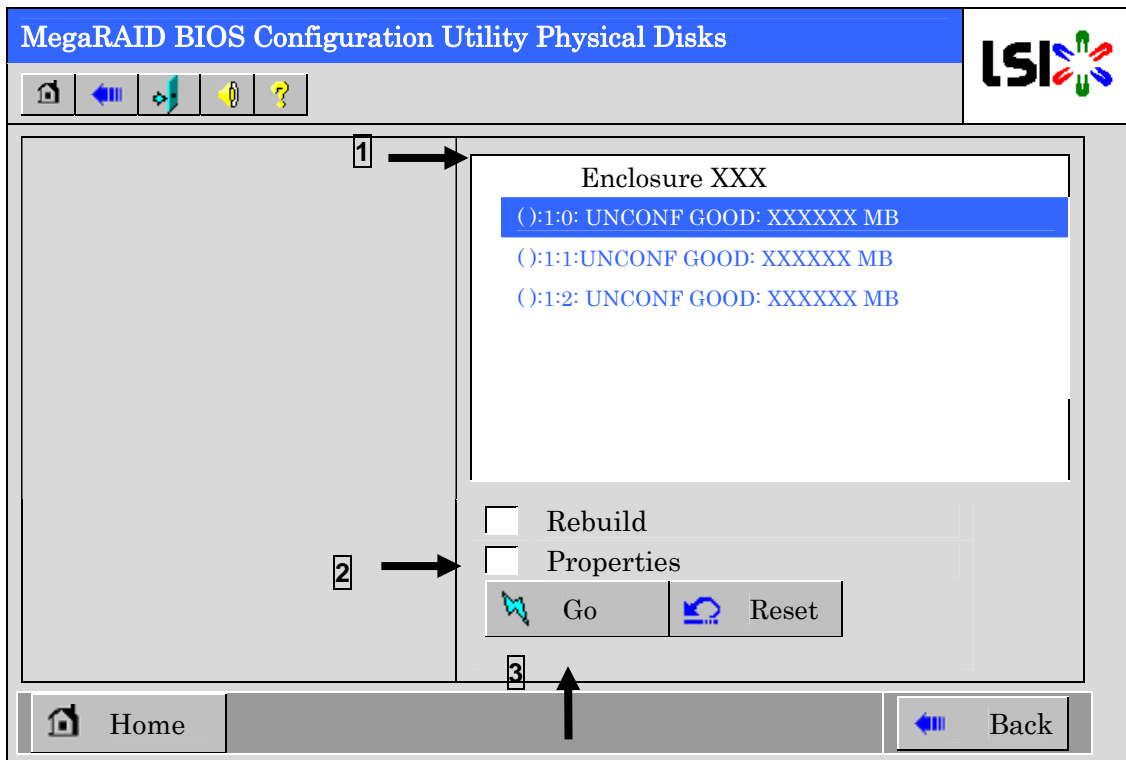 MegaRAID BIOS Configuration Utility Physical Disks
LSI
?
1
Enclosure XXX
( ):1:0: UNCONF GOOD: XXXXXX MB
( ):1:1:UNCONF GOOD: XXXXXX MB
( ):1:2: UNCONF GOOD: XXXXXX MB
Rebuild
2
Properties
Go
Reset
3
Home
Back